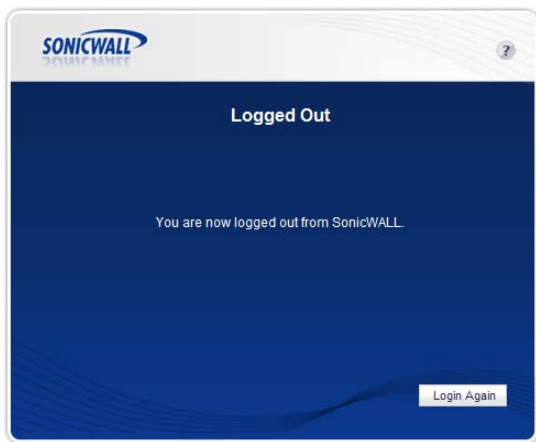 SONICWALL
?
Logged Out
You are now logged out from SonicWALL.
Login Again